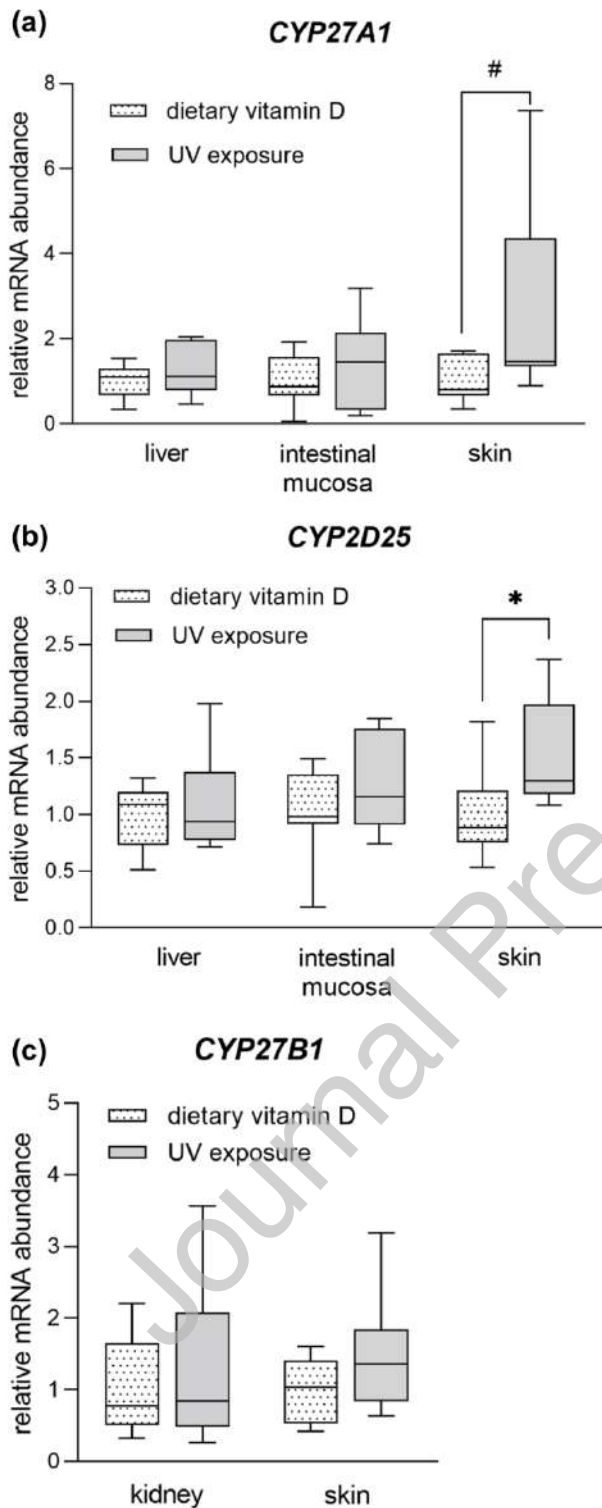 (a)
CYP27A1
#
8
6
4
2
0
relative mRNA abundance
dietary vitamin D
UV exposure
liver
intestinal
mucosa
skin
(b)
CYP2D25
*
3.0
2.5
2.0
1.5
1.0
0.5
0.0
relative mRNA abundance
dietary vitamin D
UV exposure
liver
intestinal
mucosa
skin
(c)
CYP27B1
5
4
3
2
1
0
relative mRNA abundance
dietary vitamin D
UV exposure
kidney
skin
Journal Pre